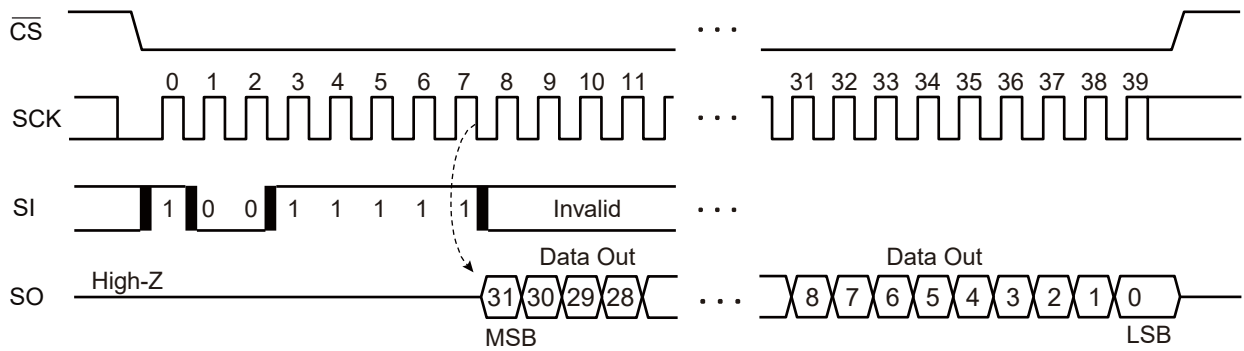 CS
. . .
0 1 2 3 4 5 6 7 8 9 10 11 31 32 33 34 35 36 37 38 39
SCK
. . .
SI 1 0 0 1 1 1 1 1 Invalid . . .
Data Out Data Out
High-Z
SO 31 30 29 28 . . . 8 7 6 5 4 3 2 1 0
MSB LSB